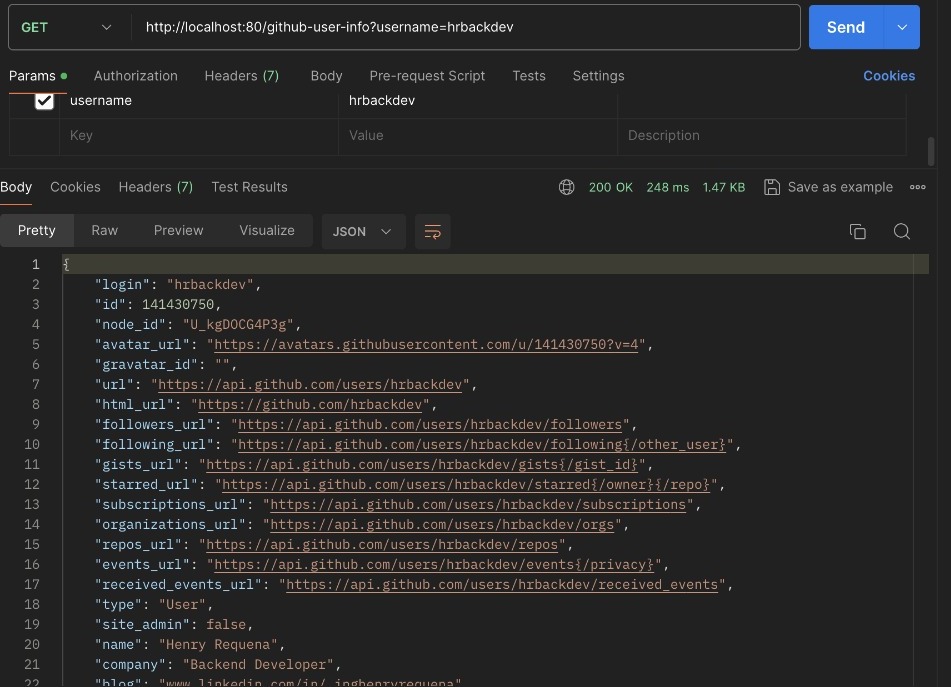 GET http://localhost:80/github-user-info?username=hrbackdev Send
Params Authorization Headers (7) Body Pre-request Script Tests Settings Cookies
username hrbackdev
Key Value Description
Body Cookies Headers (7) Test Results 200 OK 248 ms 1.47 KB Save as example
Pretty Raw Preview Visualize JSON
1 {
2 "login": "hrbackdev",
3 "id": 141430750,
4 "node_id": "U_kgDOCG4P3g",
5 "avatar_url": "https://avatars.githubusercontent.com/u/141430750?v=4",
6 "gravatar_id": "",
7 "url": "https://api.github.com/users/hrbackdev",
8 "html_url": "https://github.com/hrbackdev",
9 "followers_url": "https://api.github.com/users/hrbackdev/followers",
10 "following_url": "https://api.github.com/users/hrbackdev/following{/other_user}",
11 "gists_url": "https://api.github.com/users/hrbackdev/gists{/gist_id}",
12 "starred_url": "https://api.github.com/users/hrbackdev/starred{/owner}{/repo}",
13 "subscriptions_url": "https://api.github.com/users/hrbackdev/subscriptions",
14 "organizations_url": "https://api.github.com/users/hrbackdev/orgs",
15 "repos_url": "https://api.github.com/users/hrbackdev/repos",
16 "events_url": "https://api.github.com/users/hrbackdev/events{/privacy}",
17 "received_events_url": "https://api.github.com/users/hrbackdev/received_events",
18 "type": "User",
19 "site_admin": false,
20 "name": "Henry Requena",
21 "company": "Backend Developer",
22 "blog": "www.linkedin.com/in/